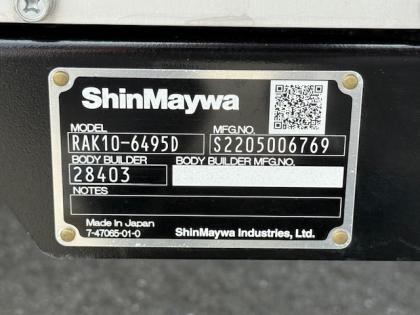 ShinMaywa
MODEL MFG.NO.
RAK10-6495D S2205006769
BODY BUILDER BODY BUILDER MFG.NO.
28403
NOTES
Made in Japan
7-47065-01-0 ShinMaywa Industries, Ltd.